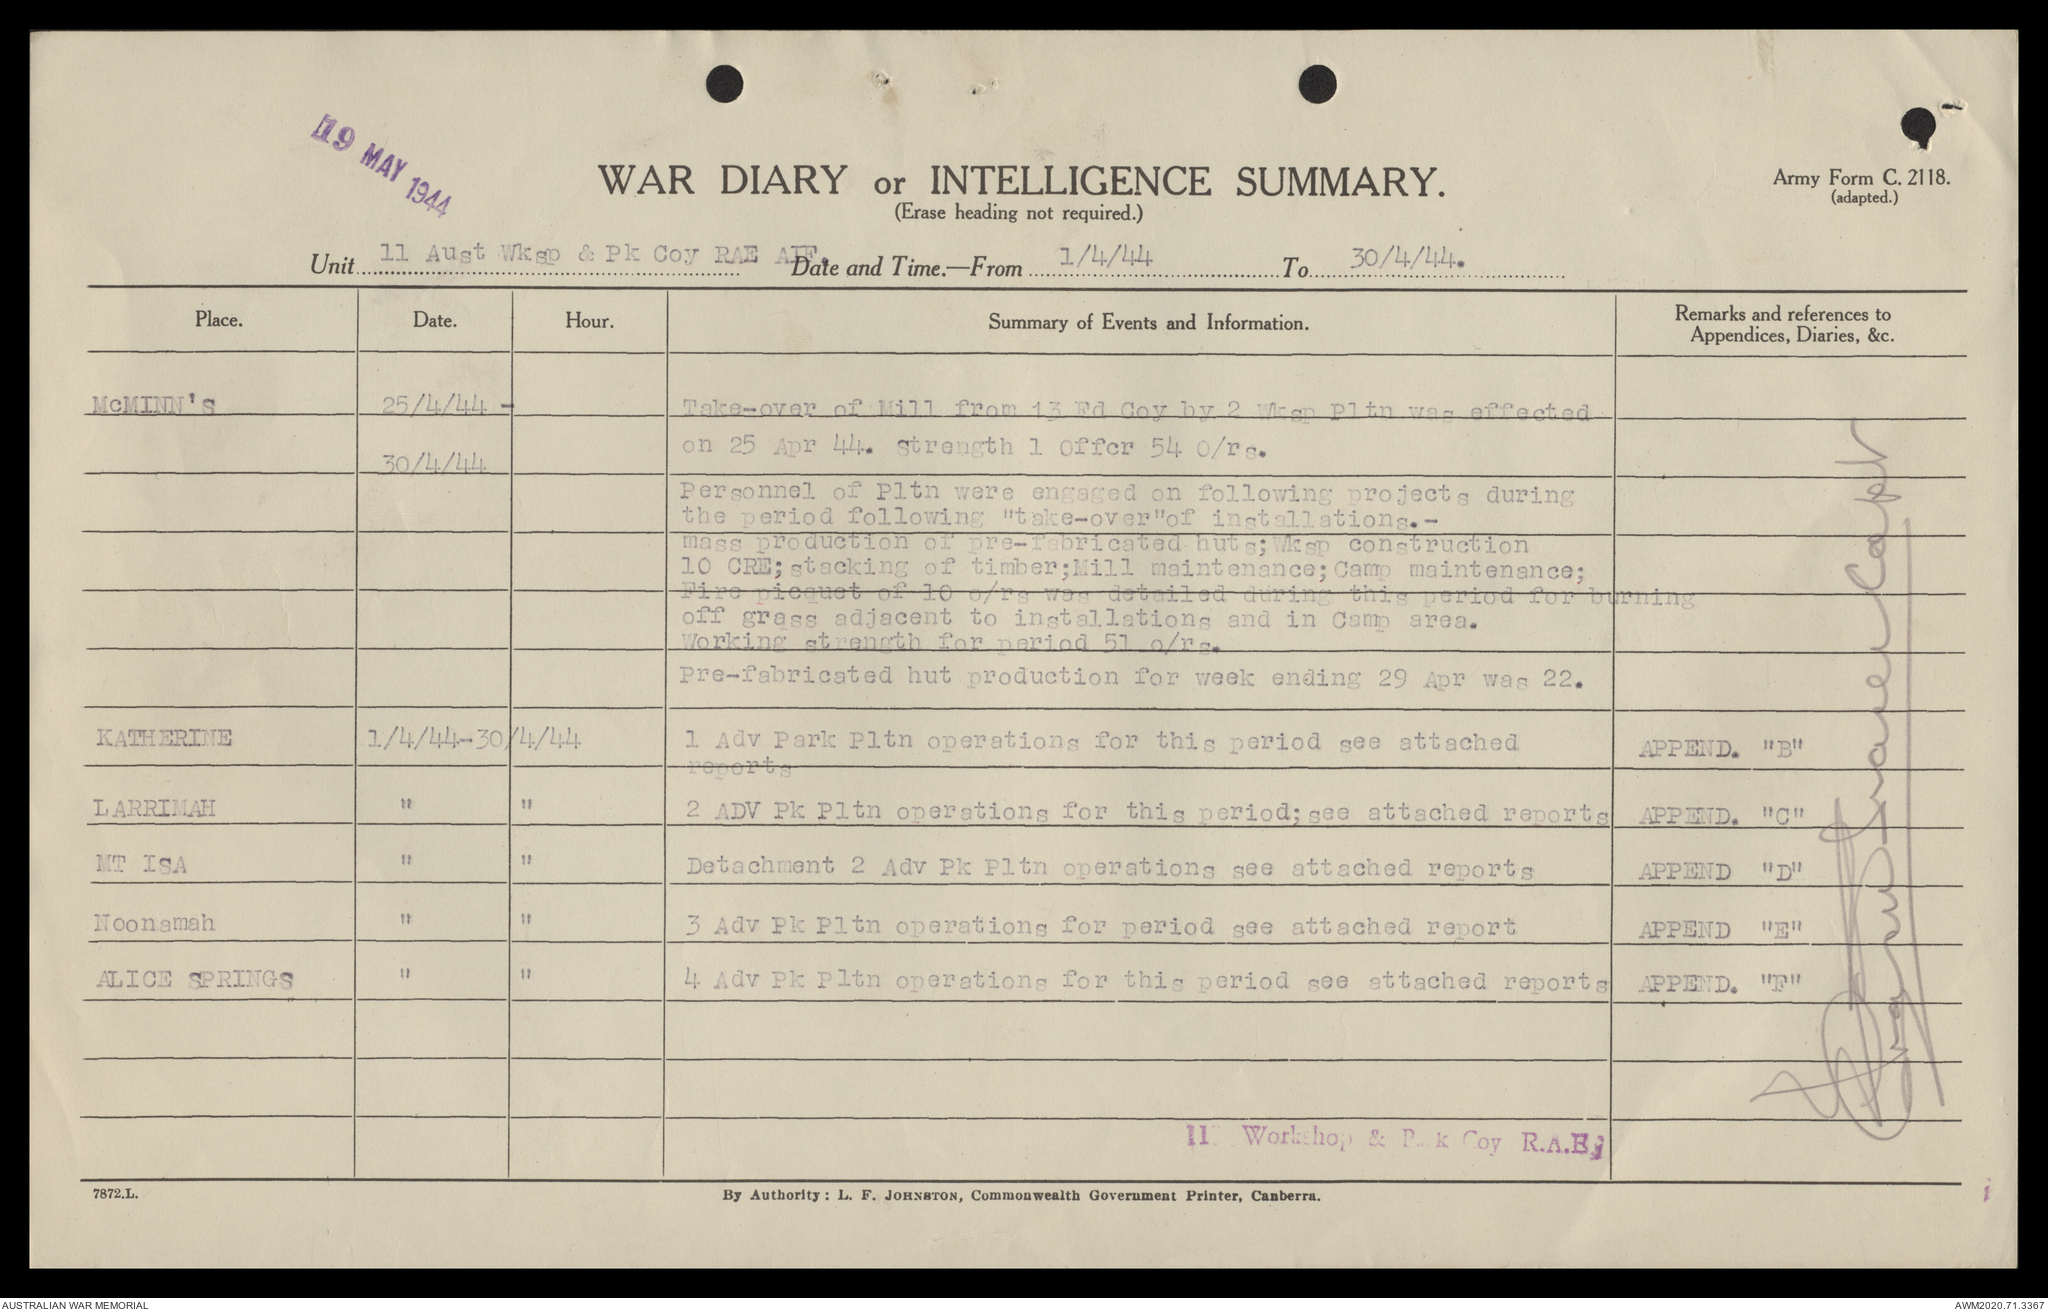 19 MAY 1944
WAR DIARY or INTELLIGENCE SUMMARY.
(Erase heading not required.)
Army Form C. 2118.
(adapted.)
Unit 11 Aust Wksp & Pk Coy RAE AIF. Date and Time.—From 1/4/44 To 30/4/44.
Place. Date. Hour. Summary of Events and Information. Remarks and references to
Appendices, Diaries, &c.
McMINN's 25/4/44 - Take-over of Mill from 13 Fd Coy by 2 Wksp Pltn was effected
on 25 Apr 44. strength 1 Offcr 54 O/rs.
30/4/44
Personnel of Pltn were engaged on following projects during
the period following "take-over"of installations.-
mass production of pre-fabricated huts;Wksp construction
10 CRE;stacking of timber;Mill maintenance;Camp maintenance;
Fire picquet of 10 o/rs was detailed during this period for burning
off grass adjacent to installations and in Camp area.
Working strength for period 51 o/rs.
Pre-fabricated hut production for week ending 29 Apr was 22.
KATHERINE 1/4/44-30/4/44 1 Adv Park Pltn operations for this period see attached APPEND. "B"
reports
LARRIMAH " " 2 ADV Pk Pltn operations for this period;see attached reports APPEND. "C"
MT ISA " " Detachment 2 Adv Pk Pltn operations see attached reports APPEND "D"
Noonamah " " 3 Adv Pk Pltn operations for period see attached report APPEND "E"
ALICE SPRINGS " " 4 Adv Pk Pltn operations for this period see attached reports APPEND. "F"
Capt
11 Workshop & Park Coy R.A.E.
7872.L.
By Authority: L. F. JOHNSTON, Commonwealth Government Printer, Canberra.
AUSTRALIAN WAR MEMORIAL
AWM2020.71.3367